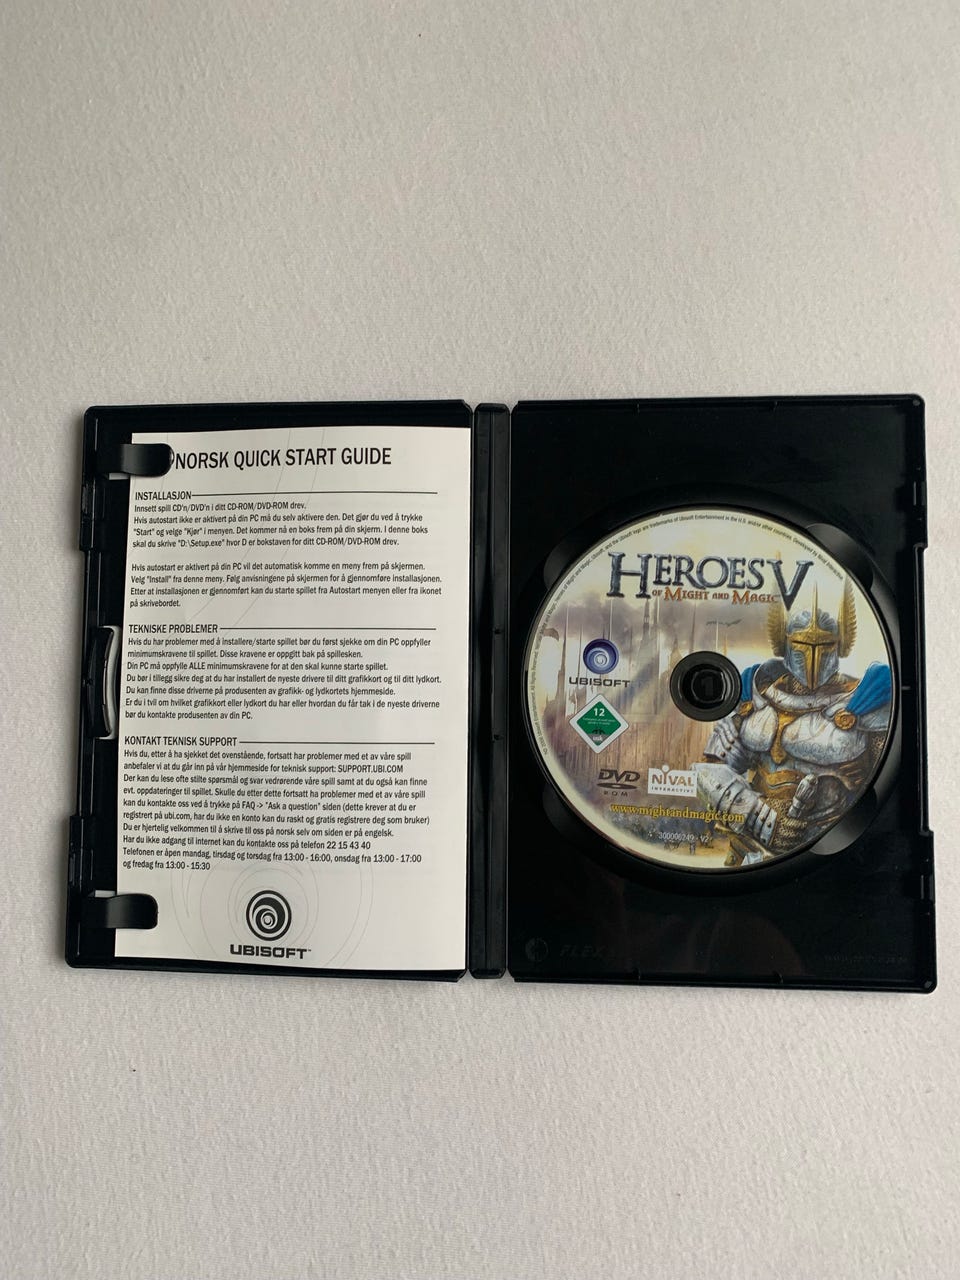 NORSK QUICK START GUIDE
INSTALLASJON
Innsett spill CD'n/DVD'n i ditt CD-ROM/DVD-ROM drev.
Hvis autostart ikke er aktivert på din PC må du selv aktivere den. Det gjør du ved å trykke
"Start" og velge "Kjør" i menyen. Det kommer nå en boks frem på din skjerm. I denne boks
skal du skrive "D:\Setup.exe" hvor D er bokstaven for ditt CD-ROM/DVD-ROM drev.
Hvis autostarter er aktivert på din PC vil det automatisk komme en meny frem på skjermen.
Velg "Install" fra denne meny. Følg anvisningene på skjermen for å gjennomføre installasjonen.
Etter at installasjonen er gjennomført kan du starte spillet fra Autostart menyen eller fra ikonet
på skrivebordet.
TEKNISKE PROBLEMER
Hvis du har problemer med å installere/starte spillet bør du først sjekke om din PC oppfyller
minimumskravene til spillet. Disse kravene er oppgitt bak på spillesken.
Din PC må oppfylle ALLE minimumskravene for at den skal kunne starte spillet.
Du bør i tillegg sikre deg at du har installert de nyeste drivere til ditt grafikkort og til ditt lydkort.
Du kan finne disse driverne på produsenten av grafik- og lydkortets hjemmeside.
Er du i tvil om hvilket grafikkort eller lydkort du har eller hvordan du får tak i de nyeste driverne
bør du kontakte produsenten av din PC.
KONTAKT TEKNISK SUPPORT
Hvis du, etter å ha sjekket det ovenstående, fortsatt har problemer med et av våre spill
anbefaler vi at du går inn på vår hjemmeside for teknisk support: SUPPORT.UBI.COM
Der kan du lese ofte stilte spørsmål og svar vedrørende våre spill samt at du også kan finne
evt. oppdateringer til spillet. Skulle du etter dette fortsatt ha problemer med et av våre spill
kan du kontakte oss ved å trykke på FAQ -> "Ask a question" siden (dette krever at du er
registrert på ubi.com, har du ikke en konto kan du raskt og gratis registrere deg som bruker)
Du er hjertelig velkommen til å skrive til oss på norsk selv om siden er på engelsk.
Har du ikke adgang til internet kan du kontakte oss på telefon 22 15 43 40
Telefonen er åpen mandag, tirsdag og torsdag fra 13:00 - 16:00, onsdag fra 13:00 - 17:00
og fredag fra 13:00 - 15:30
UBISOFT™
HEROES V
OF MIGHT AND MAGIC
UBISOFT
12
DVD
ROM
NIVAL
INTERACTIVE
www.mightandmagic.com
300006249 - V2
1
FLEX